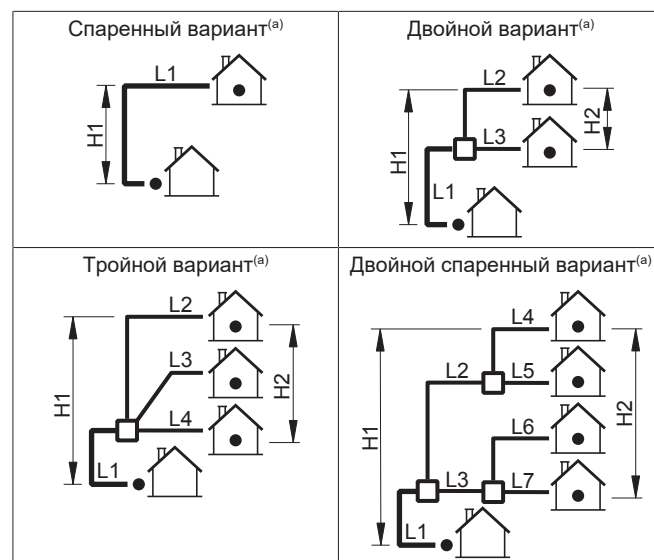 Спаренный вариант(a)
L1
H1
Двойной вариант(a)
L2
H2
L3
H1
L1
Тройной вариант(a)
L2
L3
H2
H1
L4
L1
Двойной спаренный вариант(a)
L4
L2
L5
H1
H2
L6
L3
L7
L1